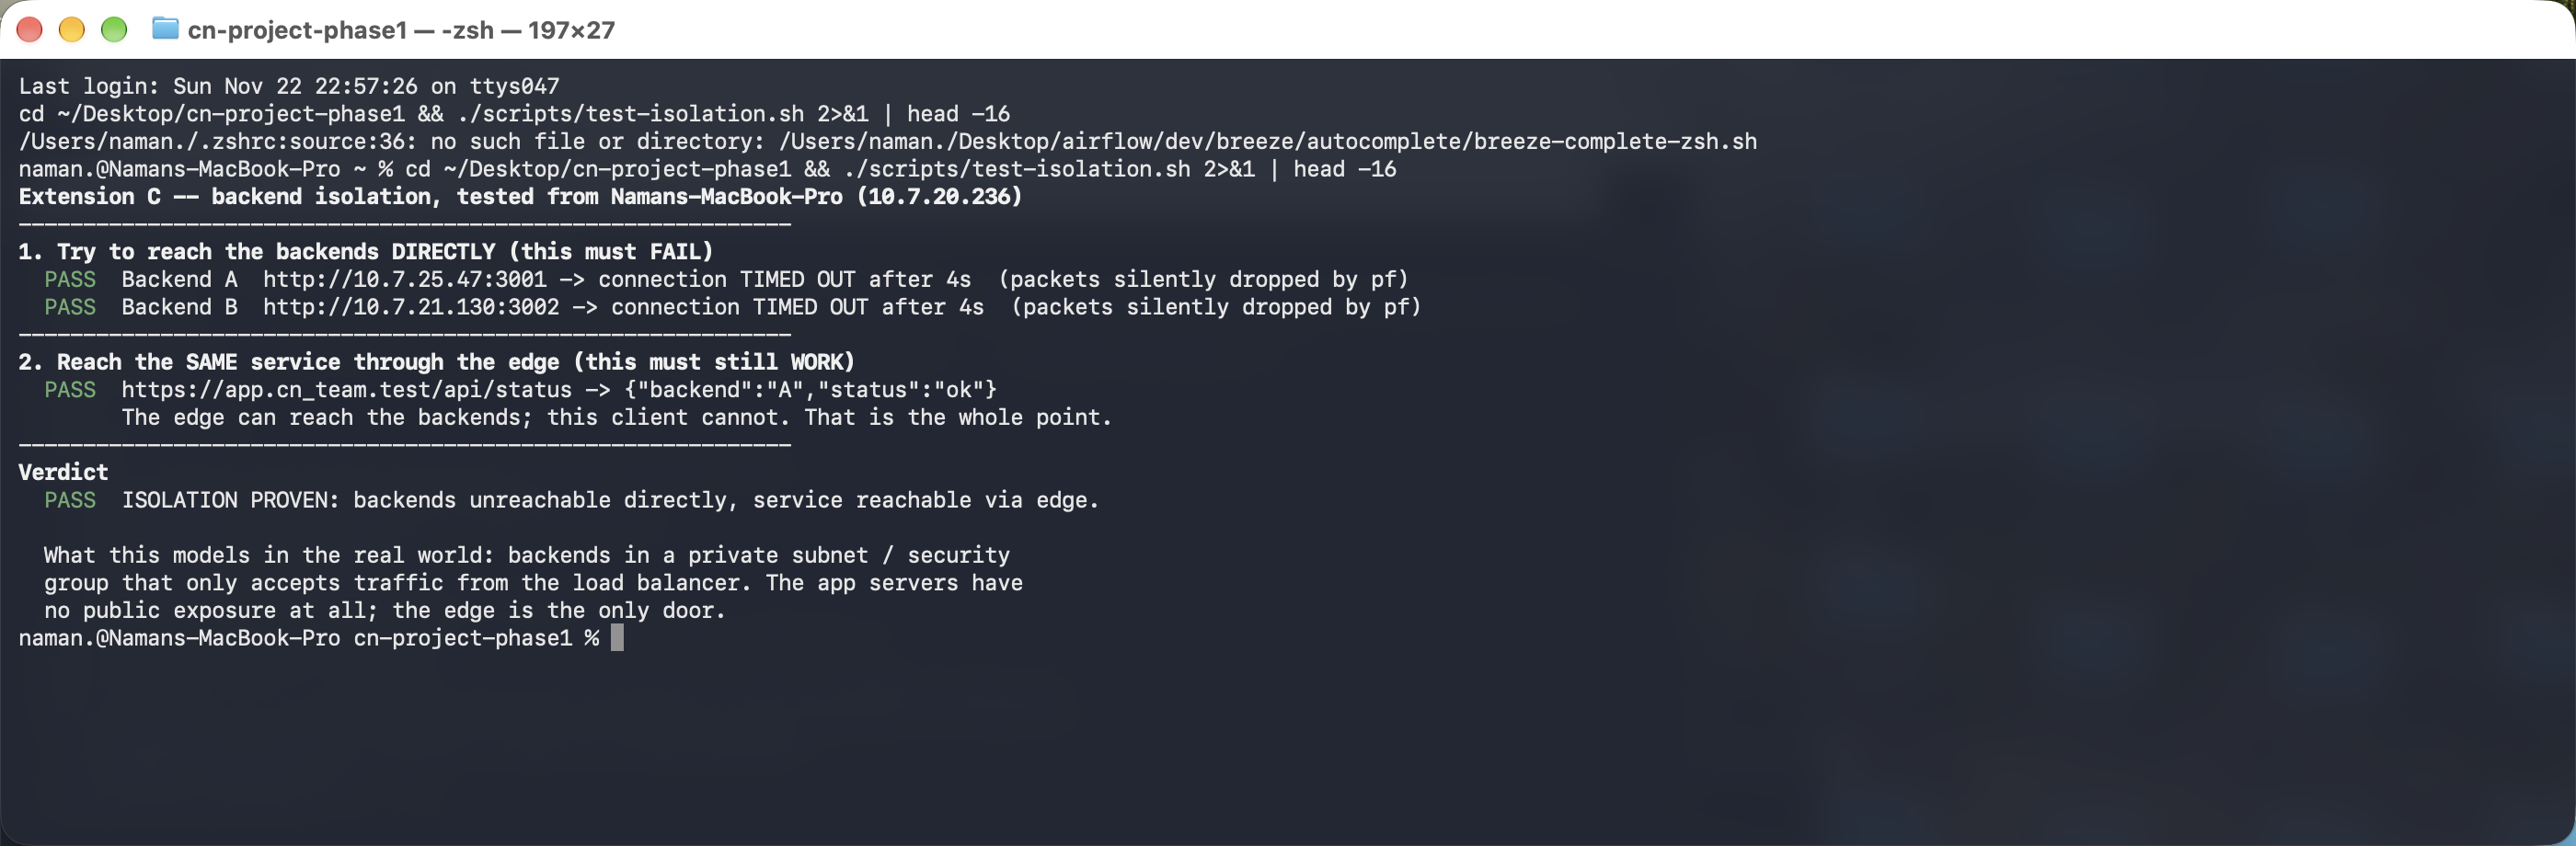 cn-project-phase1 — -zsh — 197×27
Last login: Sun Nov 22 22:57:26 on ttys047
cd ~/Desktop/cn-project-phase1 && ./scripts/test-isolation.sh 2>&1 | head -16
/Users/naman./.zshrc:source:36: no such file or directory: /Users/naman./Desktop/airflow/dev/breeze/autocomplete/breeze-complete-zsh.sh
naman.@Namans-MacBook-Pro ~ % cd ~/Desktop/cn-project-phase1 && ./scripts/test-isolation.sh 2>&1 | head -16
Extension C -- backend isolation, tested from Namans-MacBook-Pro (10.7.20.236)
------------------------------------------------------------
1. Try to reach the backends DIRECTLY (this must FAIL)
  PASS  Backend A  http://10.7.25.47:3001 -> connection TIMED OUT after 4s  (packets silently dropped by pf)
  PASS  Backend B  http://10.7.21.130:3002 -> connection TIMED OUT after 4s  (packets silently dropped by pf)
------------------------------------------------------------
2. Reach the SAME service through the edge (this must still WORK)
  PASS  https://app.cn_team.test/api/status -> {"backend":"A","status":"ok"}
        The edge can reach the backends; this client cannot. That is the whole point.
------------------------------------------------------------
Verdict
  PASS  ISOLATION PROVEN: backends unreachable directly, service reachable via edge.

  What this models in the real world: backends in a private subnet / security
  group that only accepts traffic from the load balancer. The app servers have
  no public exposure at all; the edge is the only door.
naman.@Namans-MacBook-Pro cn-project-phase1 %